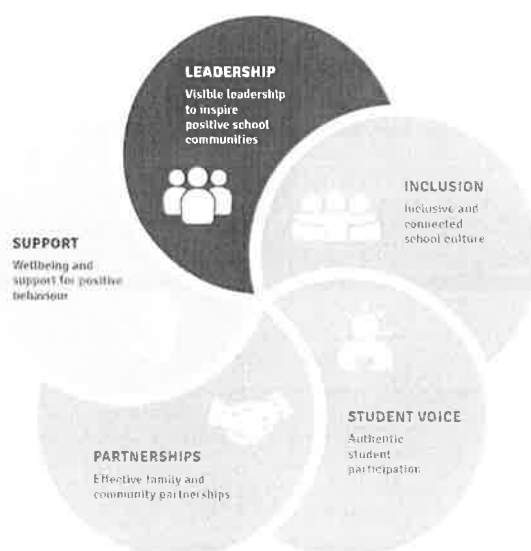 LEADERSHIP
Visible leadership
to inspire
positive school
communities
INCLUSION
Inclusive and
connected
school culture
SUPPORT
Wellbeing and
support for positive
behaviour
STUDENT VOICE
Authentic
student
participation
PARTNERSHIPS
Effective family and
community partnerships